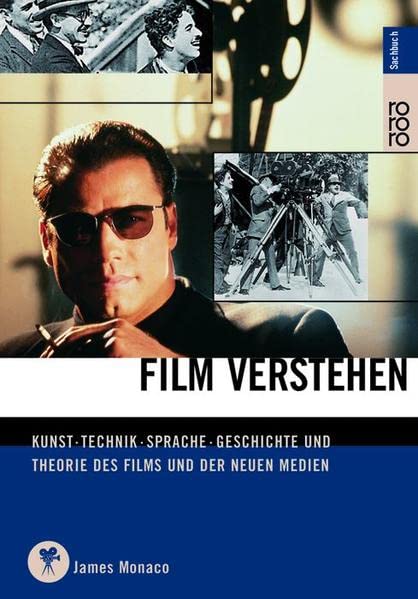 Sachbuch
ro
ro
ro
FILM VERSTEHEN
KUNST · TECHNIK · SPRACHE · GESCHICHTE UND
THEORIE DES FILMS UND DER NEUEN MEDIEN
James Monaco